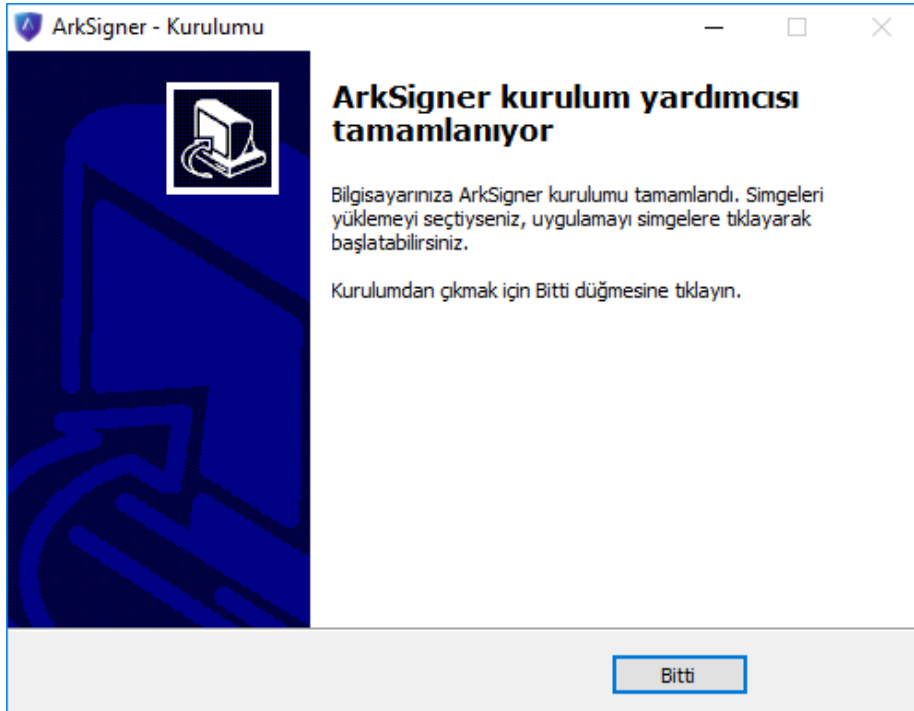 ArkSigner - Kurulumu
ArkSigner kurulum yardımcısı
tamamlanıyor
Bilgisayarınıza ArkSigner kurulumu tamamlandı. Simgeleri
yüklemeyi seçtiyseniz, uygulamayı simgelere tıklayarak
başlatabilirsiniz.
Kurulumdan çıkmak için Bitti düğmesine tıklayın.
Bitti